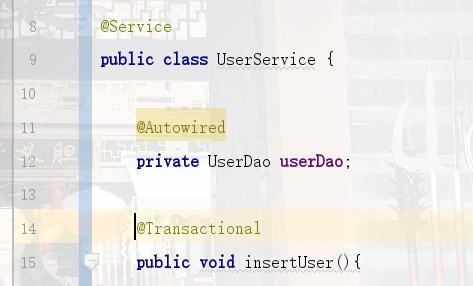 8 @Service
9 public class UserService {
10
11 @Autowired
12 private UserDao userDao;
13
14 @Transactional
15 public void insertUser(){